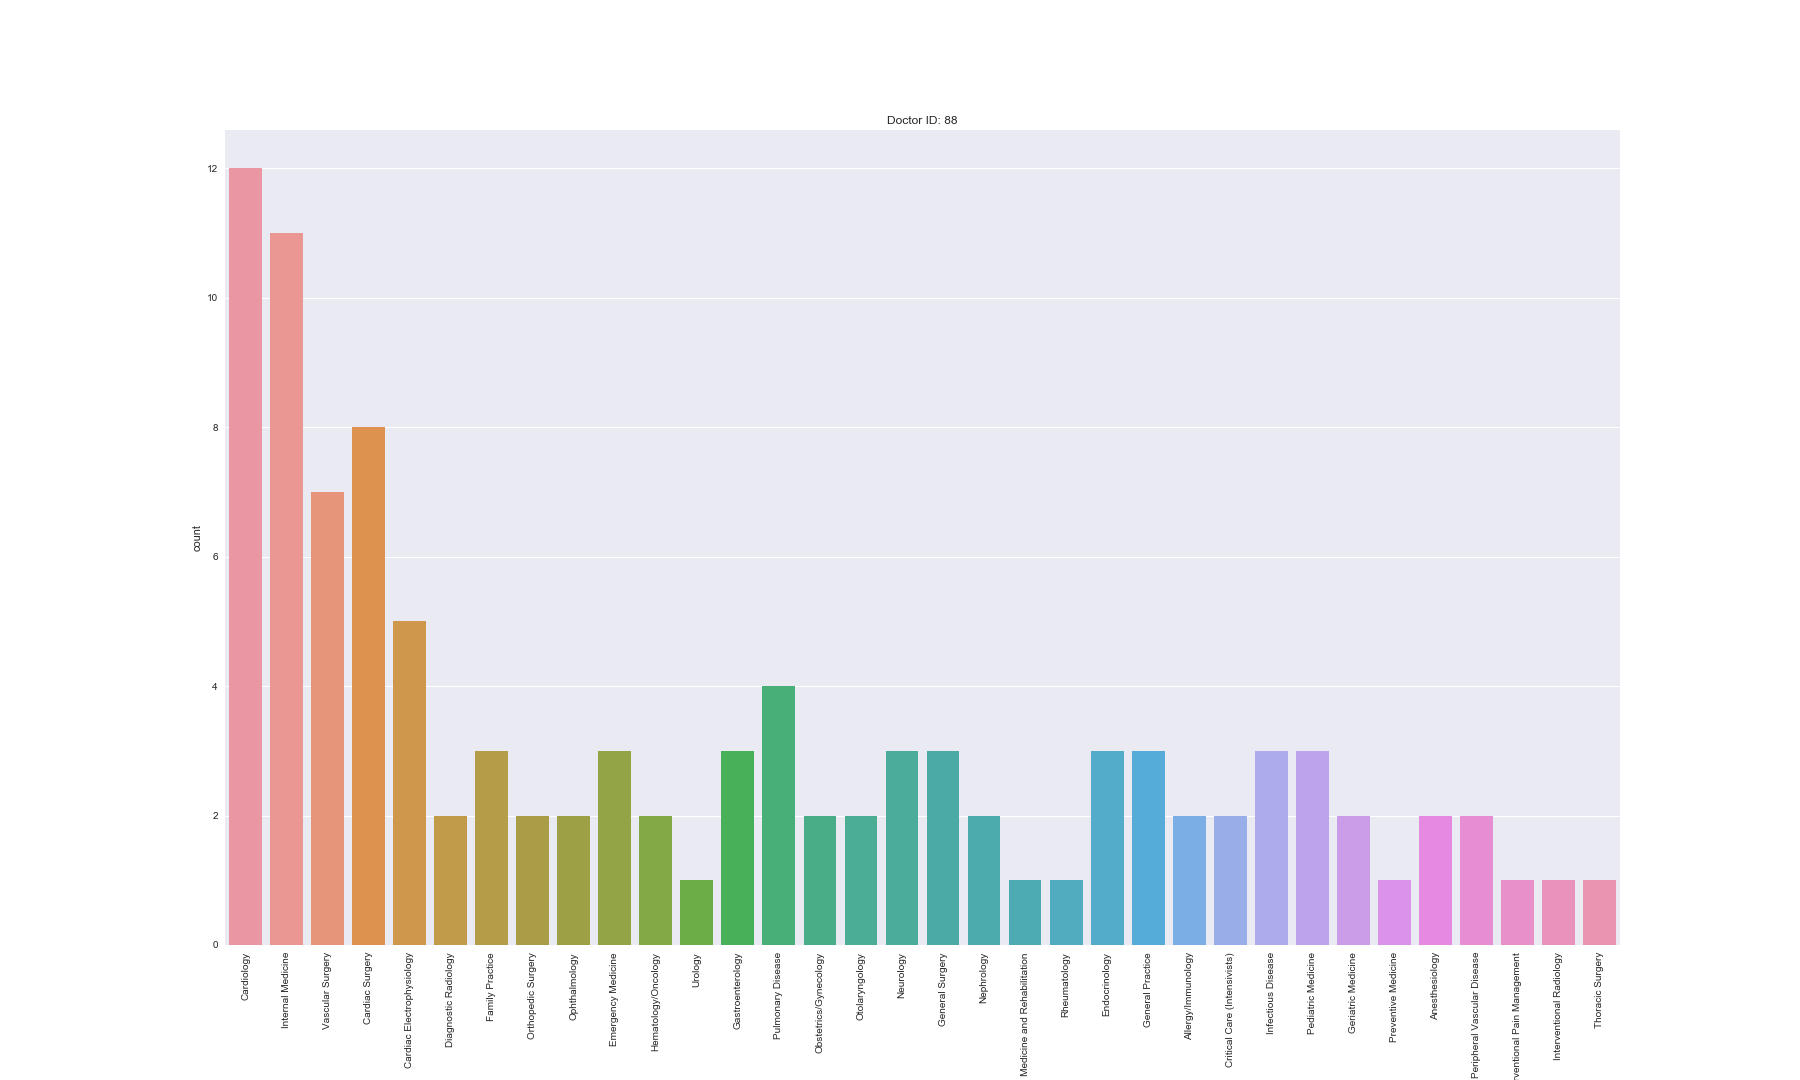 Doctor ID: 88
12
10
8
6
4
2
0
count
Cardiology
Internal Medicine
Vascular Surgery
Cardiac Surgery
Cardiac Electrophysiology
Diagnostic Radiology
Family Practice
Orthopedic Surgery
Ophthalmology
Emergency Medicine
Hematology/Oncology
Urology
Gastroenterology
Pulmonary Disease
Obstetrics/Gynecology
Otolaryngology
Neurology
General Surgery
Nephrology
Medicine and Rehabilitation
Rheumatology
Endocrinology
General Practice
Allergy/Immunology
Critical Care (Intensivists)
Infectious Disease
Pediatric Medicine
Geriatric Medicine
Preventive Medicine
Anesthesiology
Peripheral Vascular Disease
Pain Management
Interventional Radiology
Thoracic Surgery